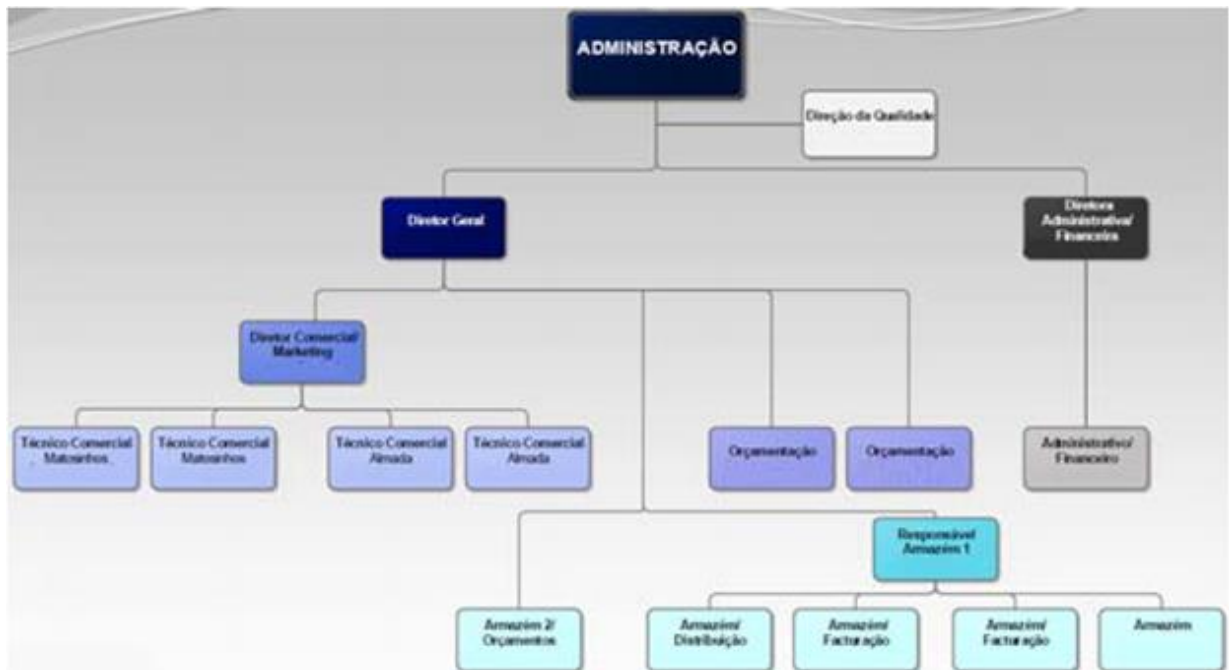 ADMINISTRAÇÃO
Direção da Qualidade
Diretor Geral
Diretora
Administrativa/
Financeira
Diretor Comercial/
Marketing
Técnico Comercial
Matosinhos
Técnico Comercial
Matosinhos
Técnico Comercial
Almada
Técnico Comercial
Almada
Orçamentação
Orçamentação
Administrativo/
Financeiro
Responsável
Armazém 1
Armazém 2/
Orçamentos
Armazém/
Distribuição
Armazém/
Facturação
Armazém/
Facturação
Armazém